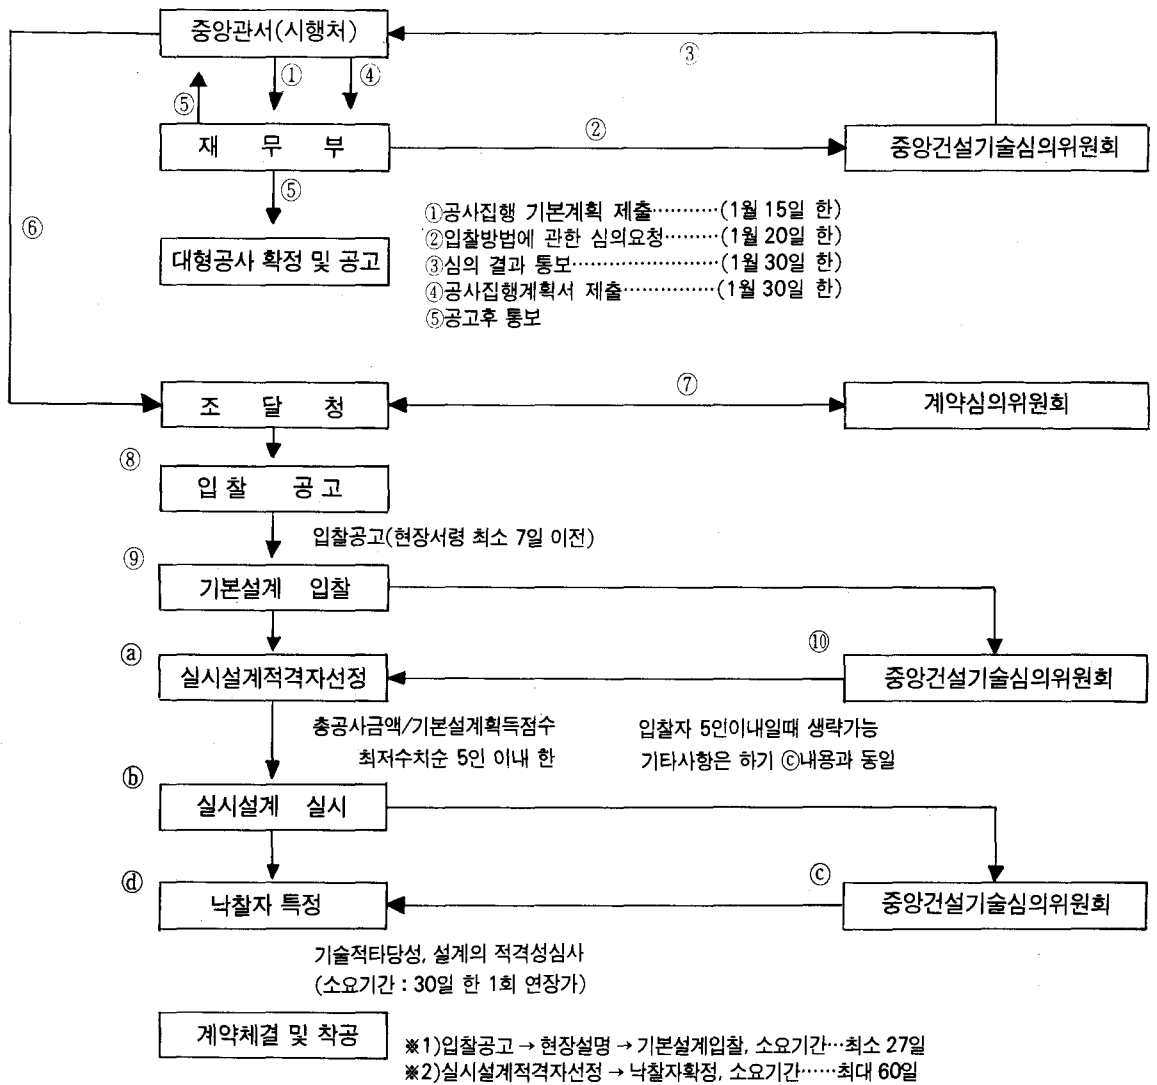 중앙관서(시행처)
③
① ④
⑤
재 무 부
②
중앙건설기술심의위원회
⑤
⑥
대형공사 확정 및 공고
①공사집행 기본계획 제출···········(1월 15일 한)
②입찰방법에 관한 심의요청·········(1월 20일 한)
③심의 결과 통보························(1월 30일 한)
④공사집행계획서 제출···············(1월 30일 한)
⑤공고후 통보
조 달 청
⑦
계약심의위원회
⑧
입찰 공고
입찰공고(현장서령 최소 7일 이전)
⑨
기본설계 입찰
ⓐ
실시설계적격자선정
⑩
중앙건설기술심의위원회
총공사금액/기본설계획득점수
최저수치순 5인 이내 한
입찰자 5인이내일때 생략가능
기타사항은 하기 ⓒ내용과 동일
ⓑ
실시설계 실시
ⓓ
낙찰자 특정
ⓒ
중앙건설기술심의위원회
기술적타당성, 설계의 적격성심사
(소요기간 : 30일 한 1회 연장가)
계약체결 및 착공
※1)입찰공고 → 현장설명 → 기본설계입찰, 소요기간···최소 27일
※2)실시설계적격자선정 → 낙찰자확정, 소요기간······최대 60일